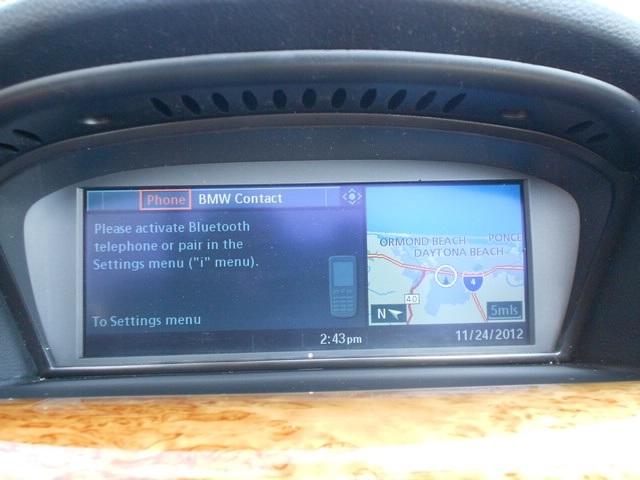 Phone BMW Contact
Please activate Bluetooth
telephone or pair in the
Settings menu ("i" menu).
To Settings menu
ORMOND BEACH PONCE
DAYTONA BEACH
4
40
N 5mls
2:43pm 11/24/2012